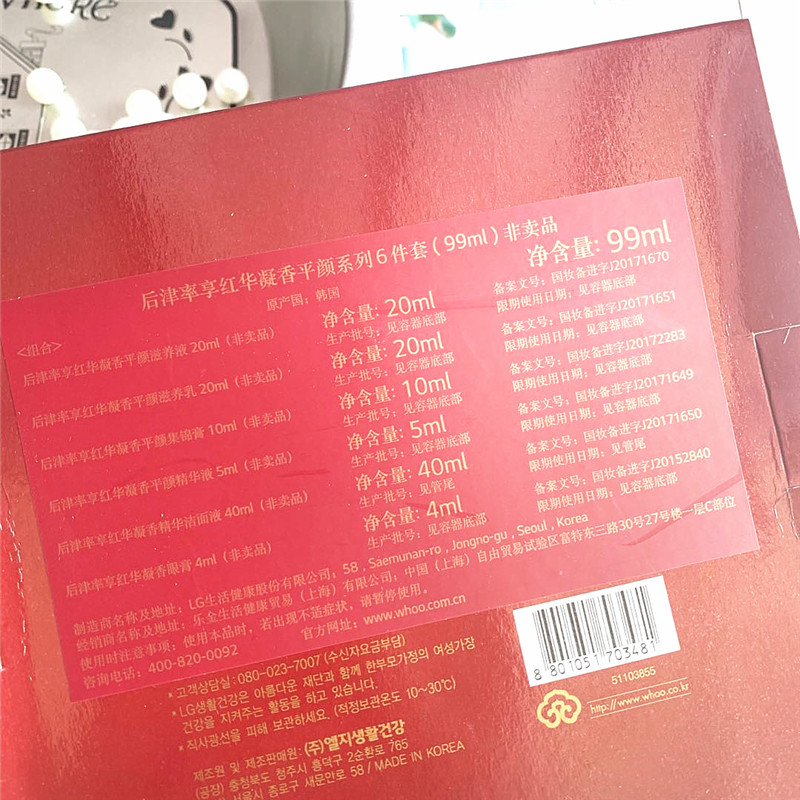 后津率享红华凝香平颜系列6件套(99ml)非卖品
净含量: 99ml
原产国：韩国
<组合>
后津率享红华凝香平颜滋养液 20ml (非卖品)
净含量: 20ml
生产批号：见容器底部
备案文号：国妆备进字J20171670
限期使用日期：见容器底部
后津率享红华凝香平颜滋养乳 20ml (非卖品)
净含量: 20ml
生产批号：见容器底部
备案文号：国妆备进字J20171651
限期使用日期：见容器底部
后津率享红华凝香平颜集锦膏 10ml (非卖品)
净含量: 10ml
生产批号：见容器底部
备案文号：国妆备进字J20172283
限期使用日期：见容器底部
后津率享红华凝香平颜精华液 5ml (非卖品)
净含量: 5ml
生产批号：见容器底部
备案文号：国妆备进字J20171649
限期使用日期：见容器底部
后津率享红华凝香精华洁面液 40ml (非卖品)
净含量: 40ml
生产批号：见管尾
备案文号：国妆备进字J20171650
限期使用日期：见管尾
后津率享红华凝香眼膏 4ml (非卖品)
净含量: 4ml
生产批号：见容器底部
备案文号：国妆备进字J20152840
限期使用日期：见容器底部
制造商名称及地址：LG生活健康股份有限公司；58 , Saemunan-ro , Jongno-gu , Seoul , Korea
经销商名称及地址：乐金生活健康贸易（上海）有限公司；中国（上海）自由贸易试验区富特东三路30号27号楼一层C部位
使用时注意事项：使用本品时，若出现不适症状，请暂停使用。
咨询电话：400-820-0092
官方网址：www.whoo.com.cn
• 고객상담실: 080-023-7007 (수신자요금부담)
• LG생활건강은 아름다운 재단과 함께 한부모가정의 여성가장
건강을 지켜주는 활동을 하고 있습니다.
• 직사광선을 피해 보관하세요. (적정보관온도 10~30℃)
제조원 및 제조판매원: (주)엘지생활건강
(공장) 충청북도 청주시 흥덕구 2순환로 765
서울시 종로구 새문안로 58 / MADE IN KOREA
8 801051 703481
51103855
http://www.whoo.co.kr